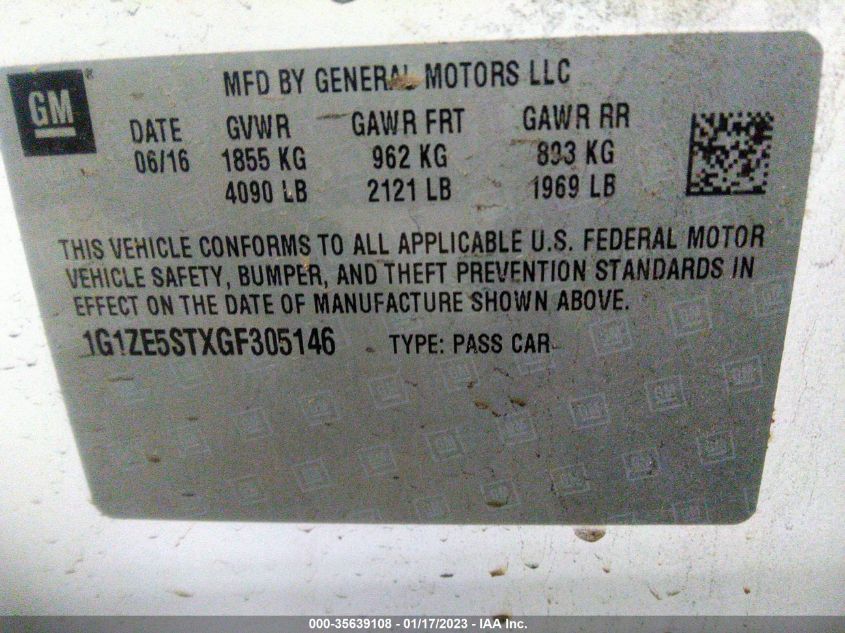 GM ® MFD BY GENERAL MOTORS LLC
DATE GVWR GAWR FRT GAWR RR
06/16 1855 KG 962 KG 893 KG
4090 LB 2121 LB 1969 LB
THIS VEHICLE CONFORMS TO ALL APPLICABLE U.S. FEDERAL MOTOR
VEHICLE SAFETY, BUMPER, AND THEFT PREVENTION STANDARDS IN
EFFECT ON THE DATE OF MANUFACTURE SHOWN ABOVE.
1G1ZE5STXGF305146 TYPE: PASS CAR
000-35639108 - 01/17/2023 - IAA Inc.